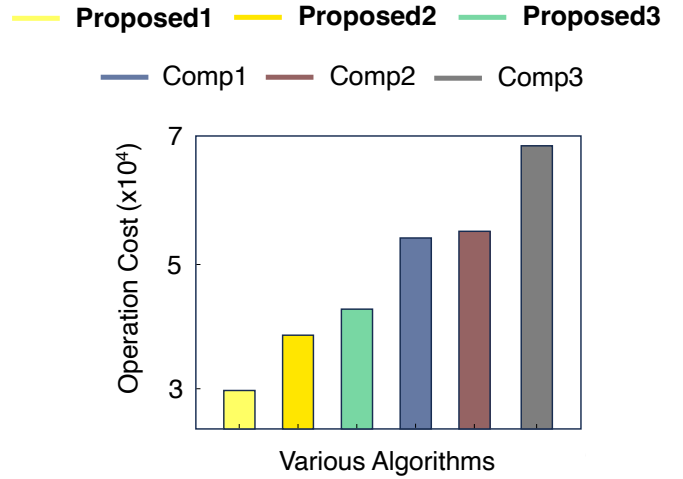 Proposed1 Proposed2 Proposed3
Comp1 Comp2 Comp3
7
5
3
Operation Cost (x10⁴)
Various Algorithms